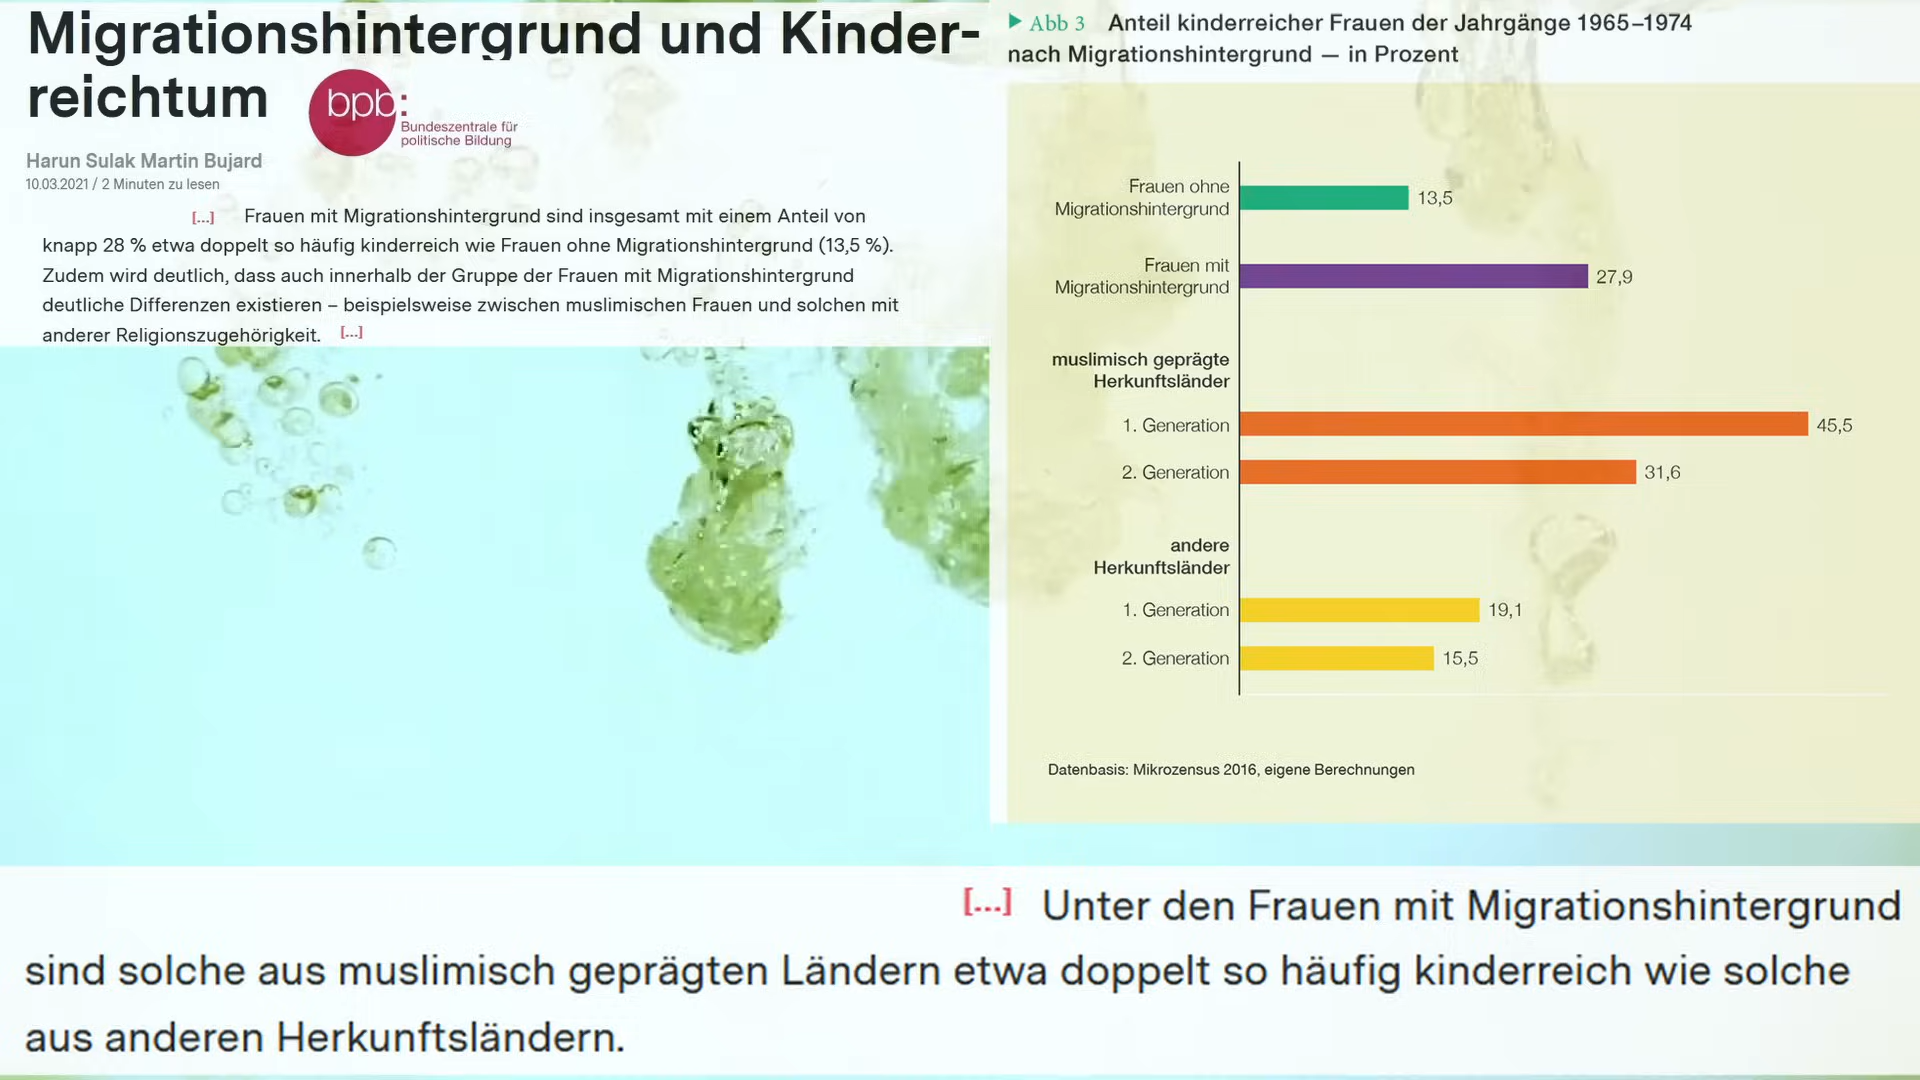 Migrationshintergrund und Kinder-
reichtum
bpb:
Bundeszentrale für
politische Bildung
Harun Sulak Martin Bujard
10.03.2021 / 2 Minuten zu lesen
[...] Frauen mit Migrationshintergrund sind insgesamt mit einem Anteil von
knapp 28 % etwa doppelt so häufig kinderreich wie Frauen ohne Migrationshintergrund (13,5 %).
Zudem wird deutlich, dass auch innerhalb der Gruppe der Frauen mit Migrationshintergrund
deutliche Differenzen existieren – beispielsweise zwischen muslimischen Frauen und solchen mit
anderer Religionszugehörigkeit. [...]
▶ Abb 3 Anteil kinderreicher Frauen der Jahrgänge 1965–1974
nach Migrationshintergrund — in Prozent
Frauen ohne
Migrationshintergrund 13,5
Frauen mit
Migrationshintergrund 27,9
muslimisch geprägte
Herkunftsländer
1. Generation 45,5
2. Generation 31,6
andere
Herkunftsländer
1. Generation 19,1
2. Generation 15,5
Datenbasis: Mikrozensus 2016, eigene Berechnungen
[...] Unter den Frauen mit Migrationshintergrund
sind solche aus muslimisch geprägten Ländern etwa doppelt so häufig kinderreich wie solche
aus anderen Herkunftsländern.